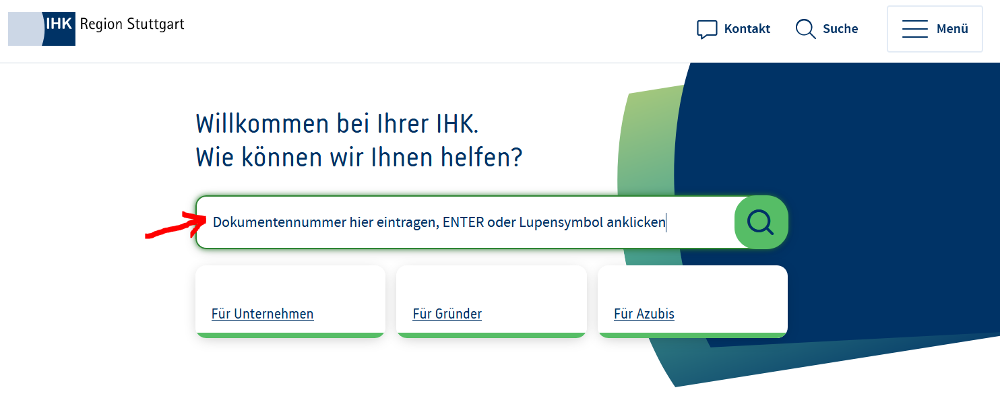 IHK Region Stuttgart
Kontakt
Suche
Menü
Willkommen bei Ihrer IHK.
Wie können wir Ihnen helfen?
Dokumentennummer hier eintragen, ENTER oder Lupensymbol anklicken
Für Unternehmen
Für Gründer
Für Azubis